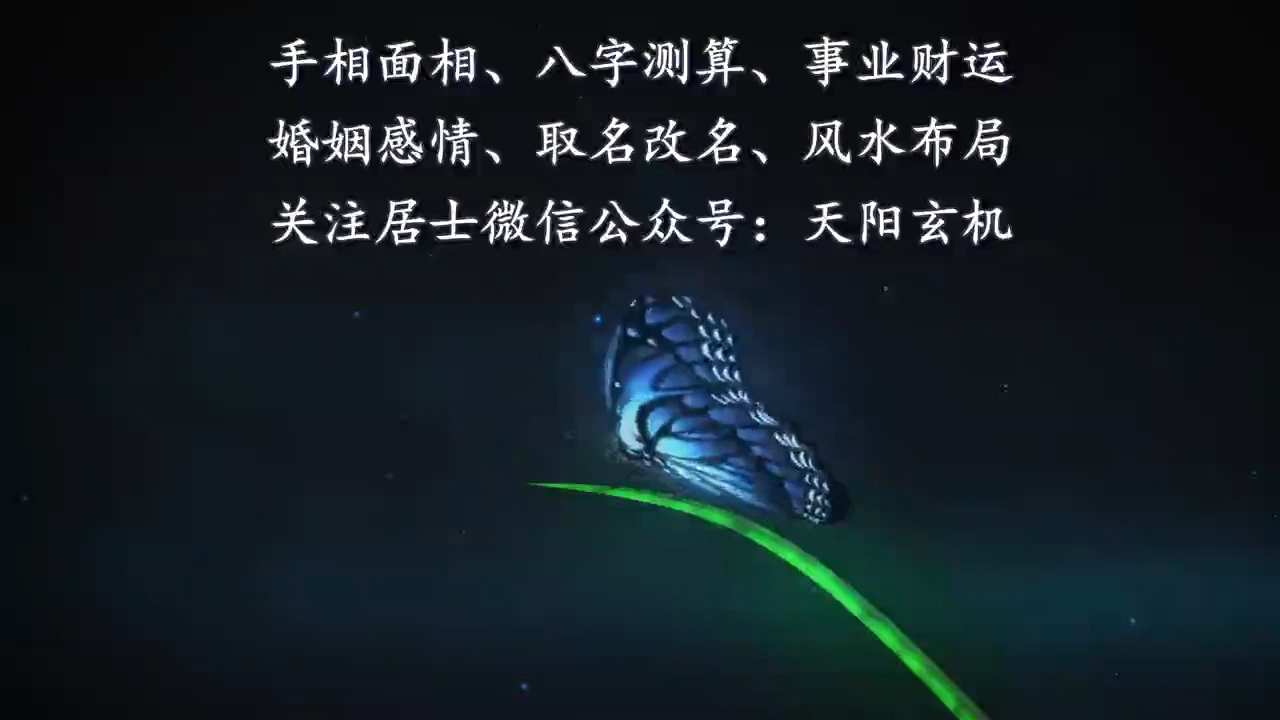 手相面相、八字测算、事业财运
婚姻感情、取名改名、风水布局
关注居士微信公众号：天阳玄机